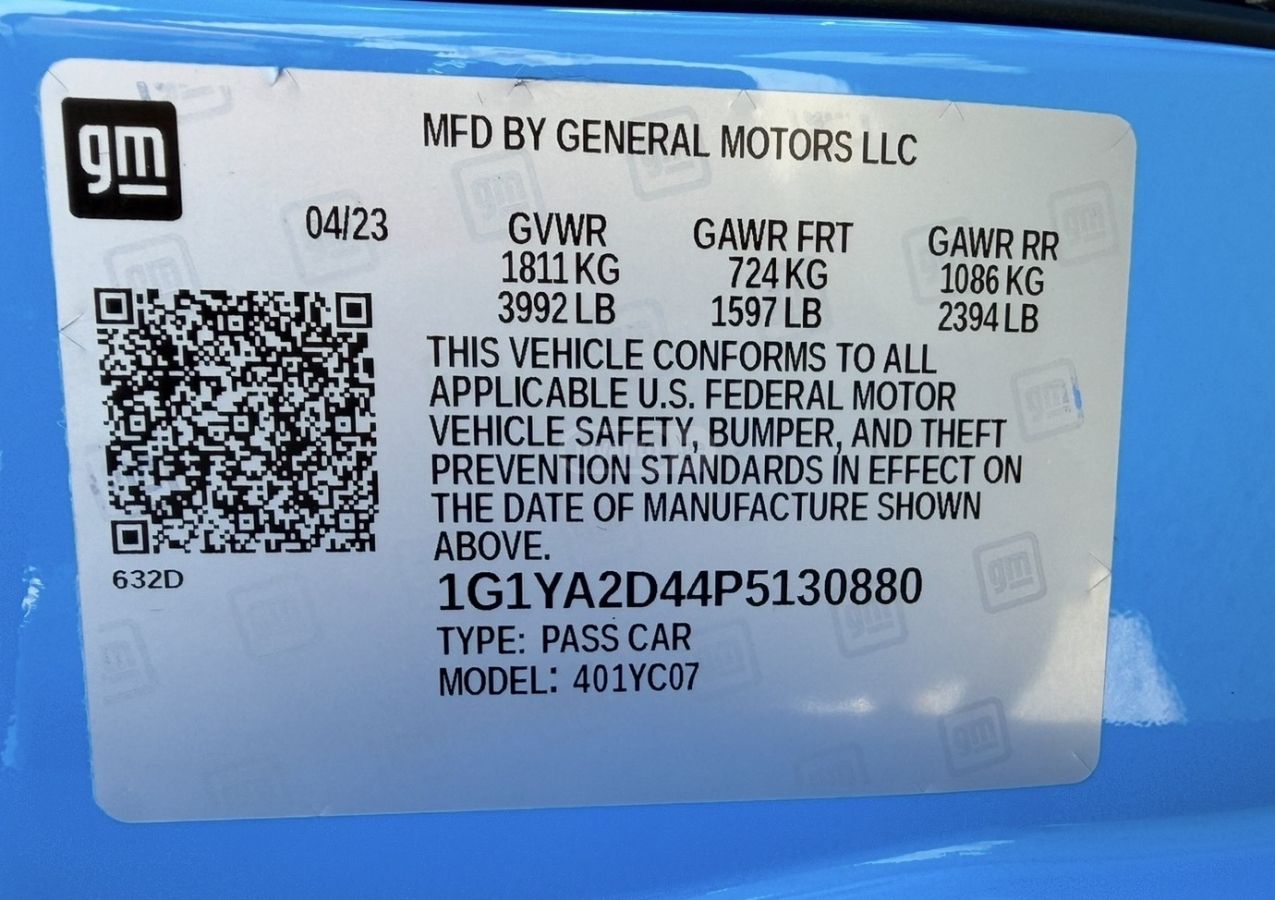 gm
MFD BY GENERAL MOTORS LLC
04/23
GVWR
1811 KG
3992 LB
GAWR FRT
724 KG
1597 LB
GAWR RR
1086 KG
2394 LB
THIS VEHICLE CONFORMS TO ALL
APPLICABLE U.S. FEDERAL MOTOR
VEHICLE SAFETY, BUMPER, AND THEFT
PREVENTION STANDARDS IN EFFECT ON
THE DATE OF MANUFACTURE SHOWN
ABOVE.
632D
1G1YA2D44P5130880
TYPE: PASS CAR
MODEL: 401YC07